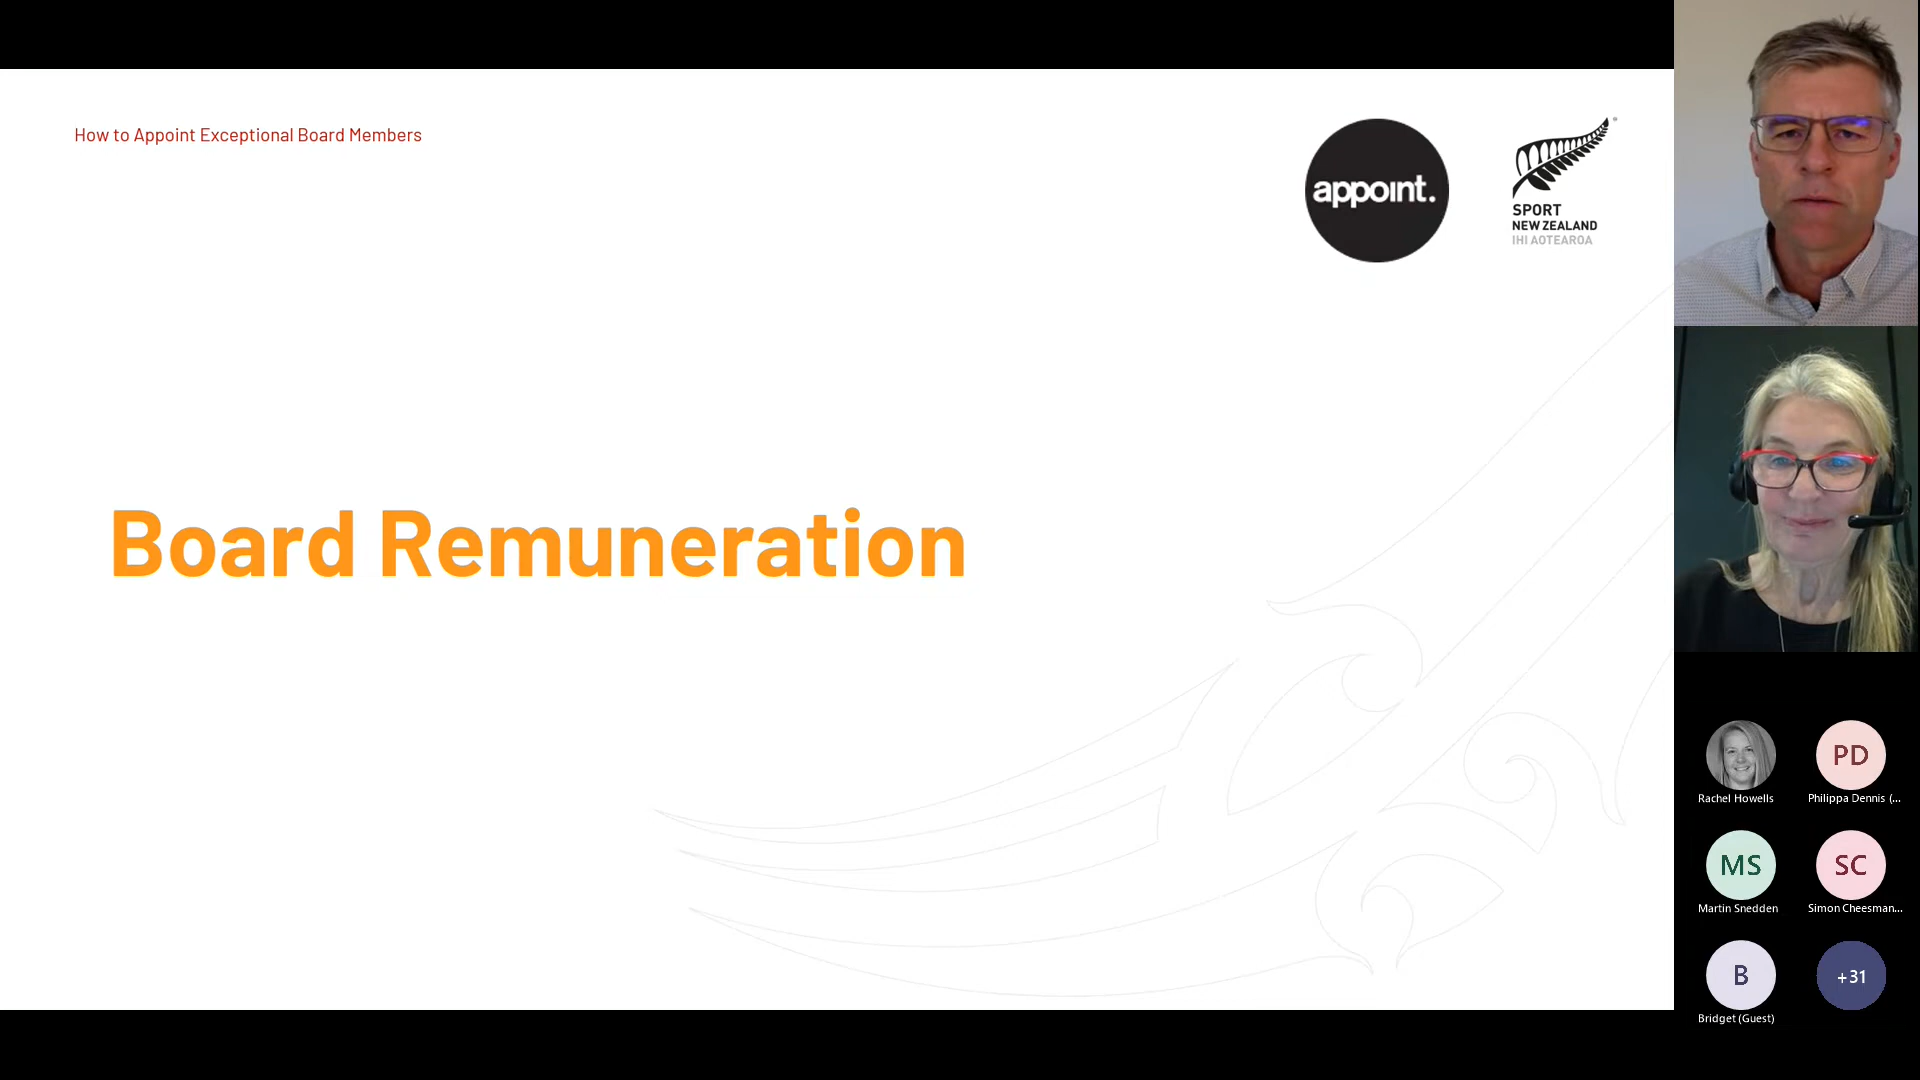 How to Appoint Exceptional Board Members
appoint.
SPORT
NEW ZEALAND
IHI AOTEAROA
Board Remuneration
PD
Rachel Howells
Philippa Dennis (...
MS
SC
Martin Snedden
Simon Cheesman...
B
+31
Bridget (Guest)